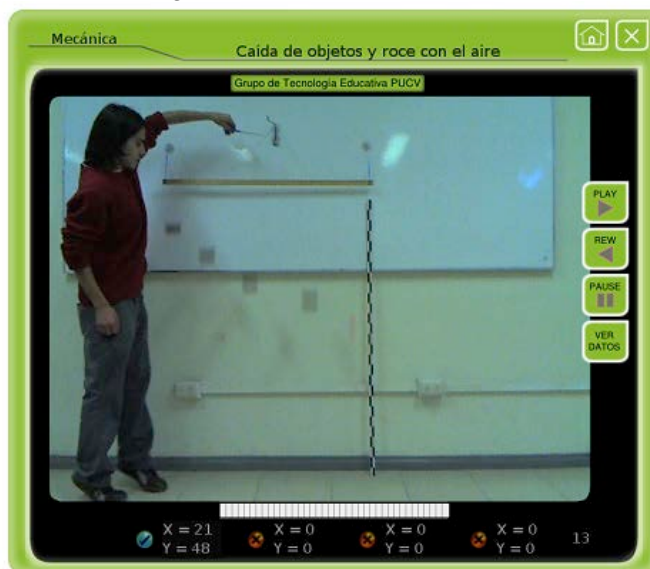 Mecánica
Caída de objetos y roce con el aire
Grupo de Tecnología Educativa PUCV
PLAY
REW
PAUSE
VER
DATOS
X = 21 X = 0 X = 0 X = 0
Y = 48 Y = 0 Y = 0 Y = 0
13